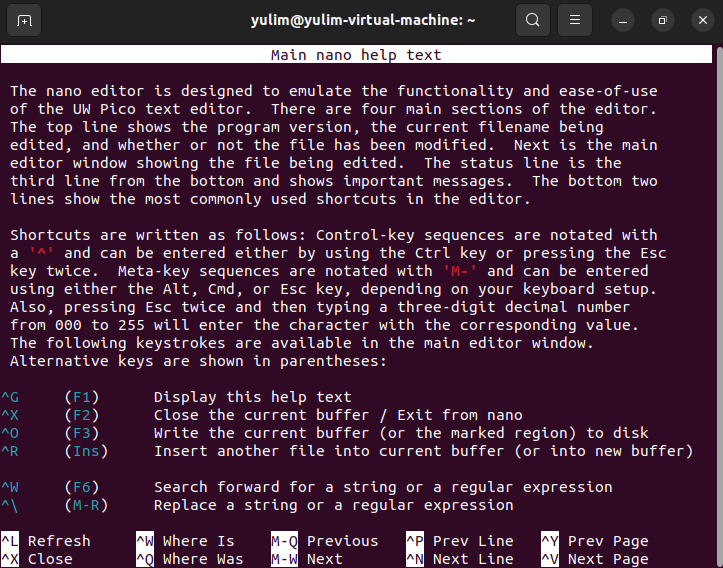 yulim@yulim-virtual-machine: ~
Main nano help text
The nano editor is designed to emulate the functionality and ease-of-use
of the UW Pico text editor.  There are four main sections of the editor.
The top line shows the program version, the current filename being
edited, and whether or not the file has been modified.  Next is the main
editor window showing the file being edited.  The status line is the
third line from the bottom and shows important messages.  The bottom two
lines show the most commonly used shortcuts in the editor.
Shortcuts are written as follows: Control-key sequences are notated with
a '^' and can be entered either by using the Ctrl key or pressing the Esc
key twice.  Meta-key sequences are notated with 'M-' and can be entered
using either the Alt, Cmd, or Esc key, depending on your keyboard setup.
Also, pressing Esc twice and then typing a three-digit decimal number
from 000 to 255 will enter the character with the corresponding value.
The following keystrokes are available in the main editor window.
Alternative keys are shown in parentheses:
^G     (F1)      Display this help text
^X     (F2)      Close the current buffer / Exit from nano
^O     (F3)      Write the current buffer (or the marked region) to disk
^R     (Ins)     Insert another file into current buffer (or into new buffer)
^W     (F6)      Search forward for a string or a regular expression
^\     (M-R)     Replace a string or a regular expression
^L Refresh     ^W Where Is    M-Q Previous   ^P Prev Line   ^Y Prev Page
^X Close       ^Q Where Was   M-W Next       ^N Next Line   ^V Next Page